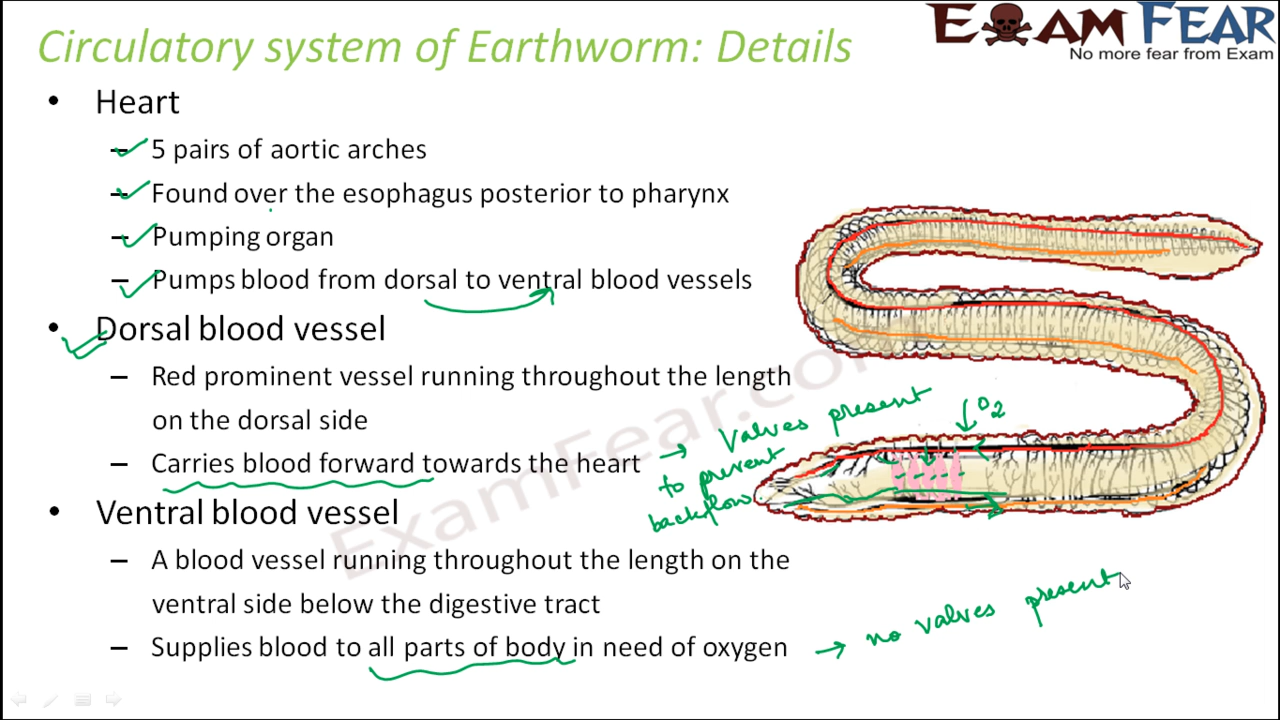 Circulatory system of Earthworm: Details
EXAM FEAR
No more fear from Exam
• Heart
– 5 pairs of aortic arches
– Found over the esophagus posterior to pharynx
– Pumping organ
– Pumps blood from dorsal to ventral blood vessels
• Dorsal blood vessel
– Red prominent vessel running throughout the length
on the dorsal side
– Carries blood forward towards the heart
→ Valves present
to prevent
backflow
↓ O2
• Ventral blood vessel
– A blood vessel running throughout the length on the
ventral side below the digestive tract
– Supplies blood to all parts of body in need of oxygen
→ no valves present
ExamFear.com